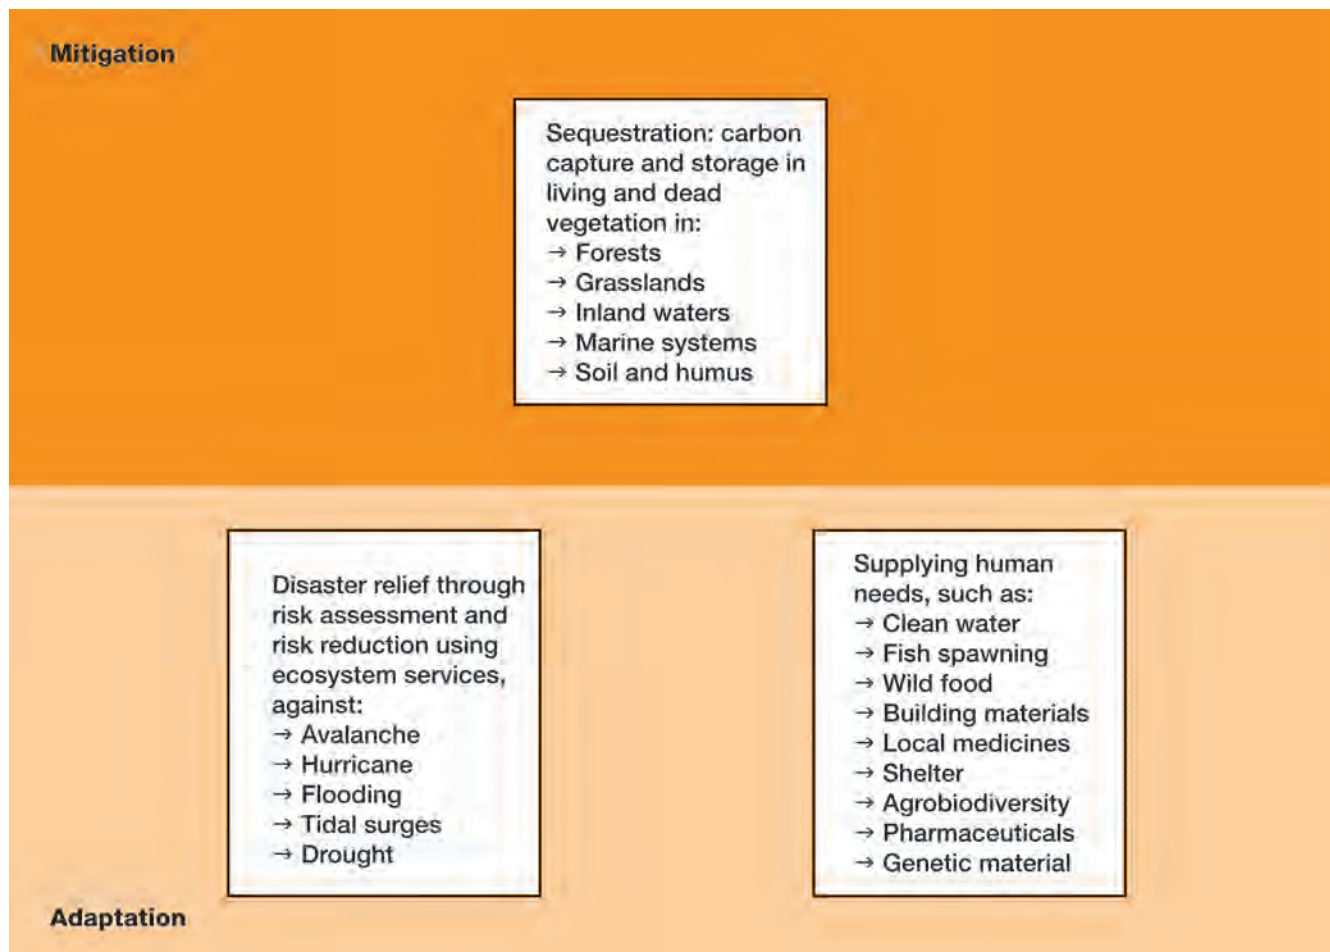 Mitigation
Sequestration: carbon
capture and storage in
living and dead
vegetation in:
→ Forests
→ Grasslands
→ Inland waters
→ Marine systems
→ Soil and humus
Disaster relief through
risk assessment and
risk reduction using
ecosystem services,
against:
→ Avalanche
→ Hurricane
→ Flooding
→ Tidal surges
→ Drought
Supplying human
needs, such as:
→ Clean water
→ Fish spawning
→ Wild food
→ Building materials
→ Local medicines
→ Shelter
→ Agrobiodiversity
→ Pharmaceuticals
→ Genetic material
Adaptation